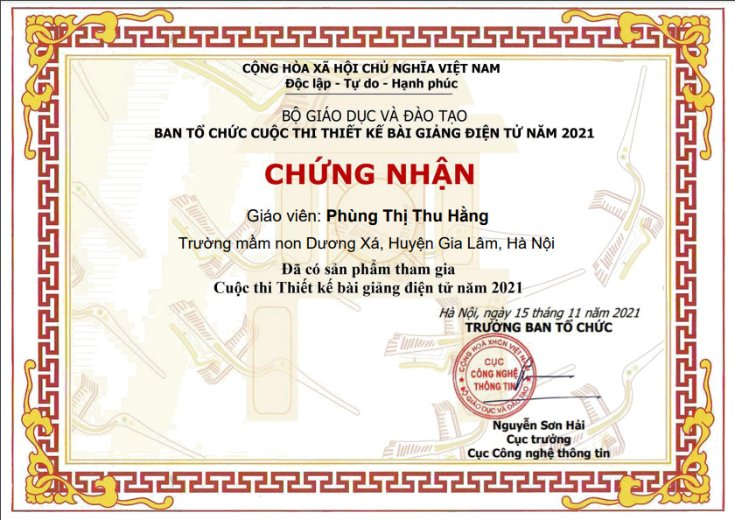 CỘNG HÒA XÃ HỘI CHỦ NGHĨA VIỆT NAM
Độc lập - Tự do - Hạnh phúc
BỘ GIÁO DỤC VÀ ĐÀO TẠO
BAN TỔ CHỨC CUỘC THI THIẾT KẾ BÀI GIẢNG ĐIỆN TỬ NĂM 2021
CHỨNG NHẬN
Giáo viên: Phùng Thị Thu Hằng
Trường mầm non Dương Xá, Huyện Gia Lâm, Hà Nội
Đã có sản phẩm tham gia
Cuộc thi Thiết kế bài giảng điện tử năm 2021
Hà Nội, ngày 15 tháng 11 năm 2021
TRƯỞNG BAN TỔ CHỨC
CỘNG HOÀ XHCN VIỆT NAM
CỤC
CÔNG NGHỆ
THÔNG TIN
BỘ GIÁO DỤC VÀ ĐÀO TẠO
Nguyễn Sơn Hải
Cục trưởng
Cục Công nghệ thông tin